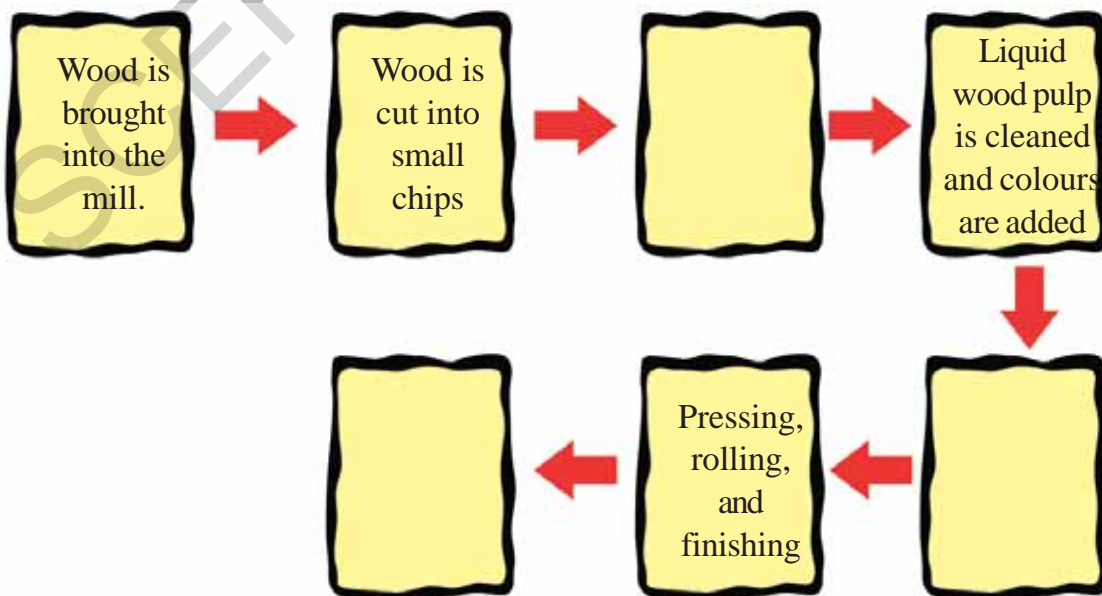 Wood is
brought
into the
mill.
Wood is
cut into
small
chips
Liquid
wood pulp
is cleaned
and colours
are added
Pressing,
rolling,
and
finishing